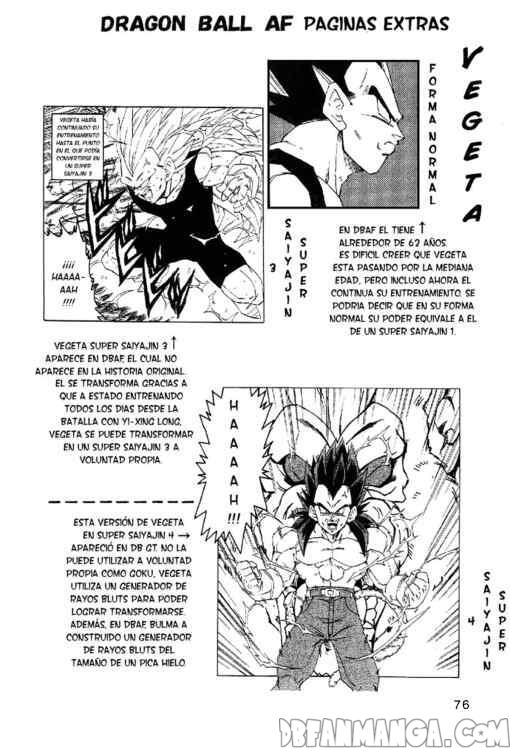 DRAGON BALL AF PAGINAS EXTRAS
VEGETA
FORMA NORMAL
VEGETA HABÍA
CONTINUADO SU
ENTRENAMIENTO
HASTA EL PUNTO
EN EL QUE PODÍA
CONVERTIRSE EN
UN SUPER
SAIYAJIN 3
¡¡¡¡
HAAAA-
AAH
!!!!
SUPER
SAIYAJIN
3
EN DBAF EL TIENE ↑
ALREDEDOR DE 62 AÑOS.
ES DIFICIL CREER QUE VEGETA
ESTA PASANDO POR LA MEDIANA
EDAD, PERO INCLUSO AHORA EL
CONTINUA SU ENTRENAMIENTO. SE
PODRIA DECIR QUE EN SU FORMA
NORMAL SU PODER EQUIVALE A EL
DE UN SUPER SAIYAJIN 1.
VEGETA SUPER SAIYAJIN 3 ↑
APARECE EN DBAF, EL CUAL NO
APARECE EN LA HISTORIA ORIGINAL.
EL SE TRANSFORMA GRACIAS A
QUE A ESTADO ENTRENANDO
TODOS LOS DIAS DESDE LA
BATALLA CON YI-XING LONG,
VEGETA SE PUEDE TRANSFORMAR
EN UN SUPER SAIYAJIN 3 A
VOLUNTAD PROPIA.
HAAAAH!!!
ESTA VERSIÓN DE VEGETA
EN SUPER SAIYAJIN 4 →
APARECIÓ EN DB GT. NO LA
PUEDE UTILIZAR A VOLUNTAD
PROPIA COMO GOKU, VEGETA
UTILIZA UN GENERADOR DE
RAYOS BLUTS PARA PODER
LOGRAR TRANSFORMARSE.
ADEMÁS, EN DBAF, BULMA A
CONSTRUIDO UN GENERADOR
DE RAYOS BLUTS DEL
TAMAÑO DE UN PICA HIELO.
SUPER
SAIYAJIN
4
76
DBFANMANGA.COM